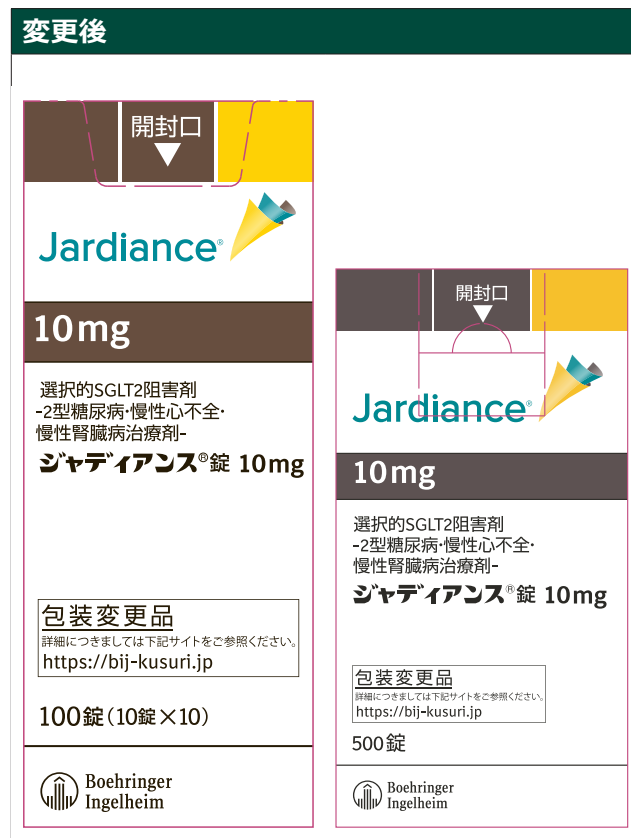 変更後
開封口
Jardiance®
10mg
選択的SGLT2阻害剤
-2型糖尿病・慢性心不全・
慢性腎臓病治療剤-
ジャディアンス®錠 10mg
包装変更品
詳細につきましては下記サイトをご参照ください。
https://bij-kusuri.jp
100錠(10錠×10)
Boehringer
Ingelheim
開封口
Jardiance®
10mg
選択的SGLT2阻害剤
-2型糖尿病・慢性心不全・
慢性腎臓病治療剤-
ジャディアンス®錠 10mg
包装変更品
詳細につきましては下記サイトをご参照ください。
https://bij-kusuri.jp
500錠
Boehringer
Ingelheim